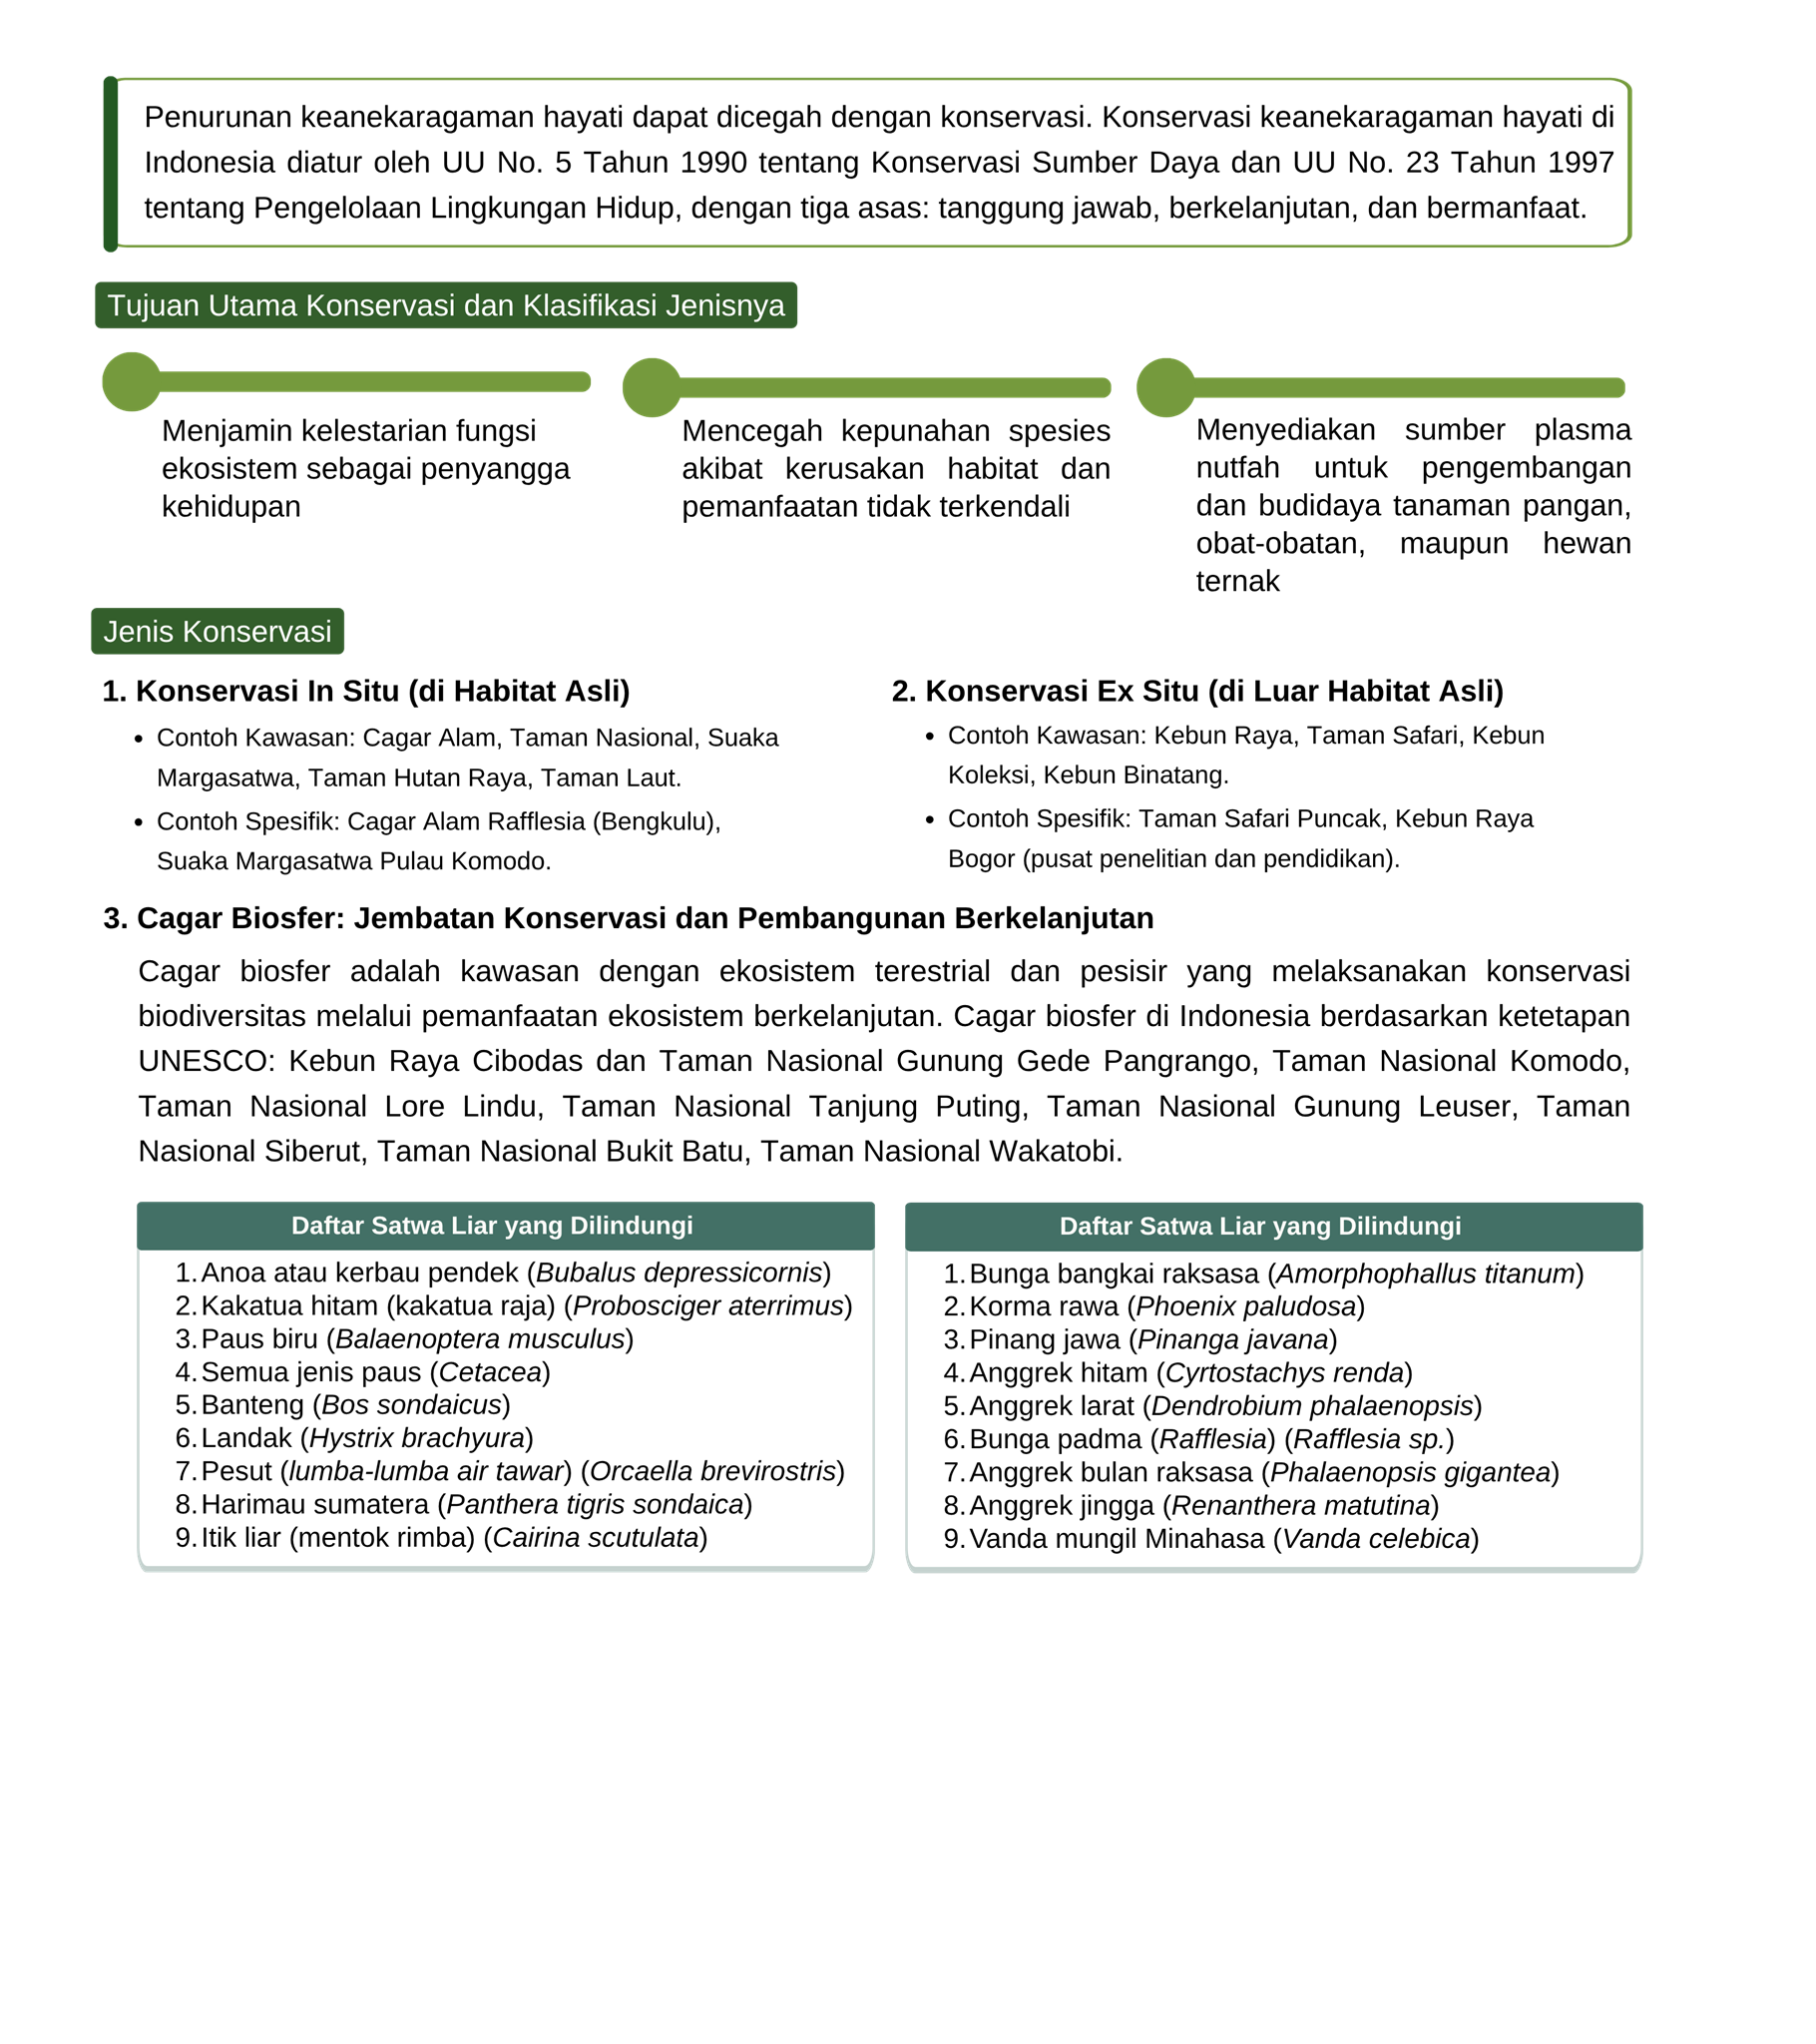 Penurunan keanekaragaman hayati dapat dicegah dengan konservasi. Konservasi keanekaragaman hayati di
Indonesia diatur oleh UU No. 5 Tahun 1990 tentang Konservasi Sumber Daya dan UU No. 23 Tahun 1997
tentang Pengelolaan Lingkungan Hidup, dengan tiga asas: tanggung jawab, berkelanjutan, dan bermanfaat.
Tujuan Utama Konservasi dan Klasifikasi Jenisnya
Menjamin kelestarian fungsi
ekosistem sebagai penyangga
kehidupan
Mencegah kepunahan spesies
akibat kerusakan habitat dan
pemanfaatan tidak terkendali
Menyediakan sumber plasma
nutfah untuk pengembangan
dan budidaya tanaman pangan,
obat-obatan, maupun hewan
ternak
Jenis Konservasi
1. Konservasi In Situ (di Habitat Asli)
• Contoh Kawasan: Cagar Alam, Taman Nasional, Suaka
Margasatwa, Taman Hutan Raya, Taman Laut.
• Contoh Spesifik: Cagar Alam Rafflesia (Bengkulu),
Suaka Margasatwa Pulau Komodo.
2. Konservasi Ex Situ (di Luar Habitat Asli)
• Contoh Kawasan: Kebun Raya, Taman Safari, Kebun
Koleksi, Kebun Binatang.
• Contoh Spesifik: Taman Safari Puncak, Kebun Raya
Bogor (pusat penelitian dan pendidikan).
3. Cagar Biosfer: Jembatan Konservasi dan Pembangunan Berkelanjutan
Cagar biosfer adalah kawasan dengan ekosistem terestrial dan pesisir yang melaksanakan konservasi
biodiversitas melalui pemanfaatan ekosistem berkelanjutan. Cagar biosfer di Indonesia berdasarkan ketetapan
UNESCO: Kebun Raya Cibodas dan Taman Nasional Gunung Gede Pangrango, Taman Nasional Komodo,
Taman Nasional Lore Lindu, Taman Nasional Tanjung Puting, Taman Nasional Gunung Leuser, Taman
Nasional Siberut, Taman Nasional Bukit Batu, Taman Nasional Wakatobi.
Daftar Satwa Liar yang Dilindungi
1. Anoa atau kerbau pendek (Bubalus depressicornis)
2. Kakatua hitam (kakatua raja) (Probosciger aterrimus)
3. Paus biru (Balaenoptera musculus)
4. Semua jenis paus (Cetacea)
5. Banteng (Bos sondaicus)
6. Landak (Hystrix brachyura)
7. Pesut (lumba-lumba air tawar) (Orcaella brevirostris)
8. Harimau sumatera (Panthera tigris sondaica)
9. Itik liar (mentok rimba) (Cairina scutulata)
Daftar Satwa Liar yang Dilindungi
1. Bunga bangkai raksasa (Amorphophallus titanum)
2. Korma rawa (Phoenix paludosa)
3. Pinang jawa (Pinanga javana)
4. Anggrek hitam (Cyrtostachys renda)
5. Anggrek larat (Dendrobium phalaenopsis)
6. Bunga padma (Rafflesia) (Rafflesia sp.)
7. Anggrek bulan raksasa (Phalaenopsis gigantea)
8. Anggrek jingga (Renanthera matutina)
9. Vanda mungil Minahasa (Vanda celebica)